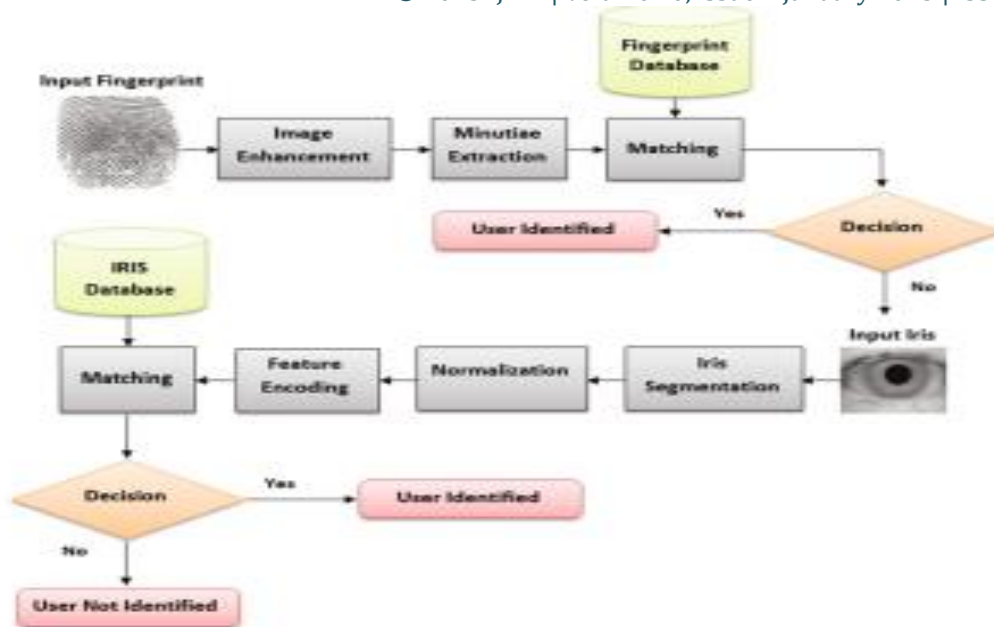 Fingerprint
Database
Input Fingerprint
Image
Enhancement
Minutiae
Extraction
Matching
Yes
User Identified
Decision
No
IRIS
Database
Input Iris
Matching
Feature
Encoding
Normalization
Iris
Segmentation
Decision
Yes
User Identified
No
User Not Identified